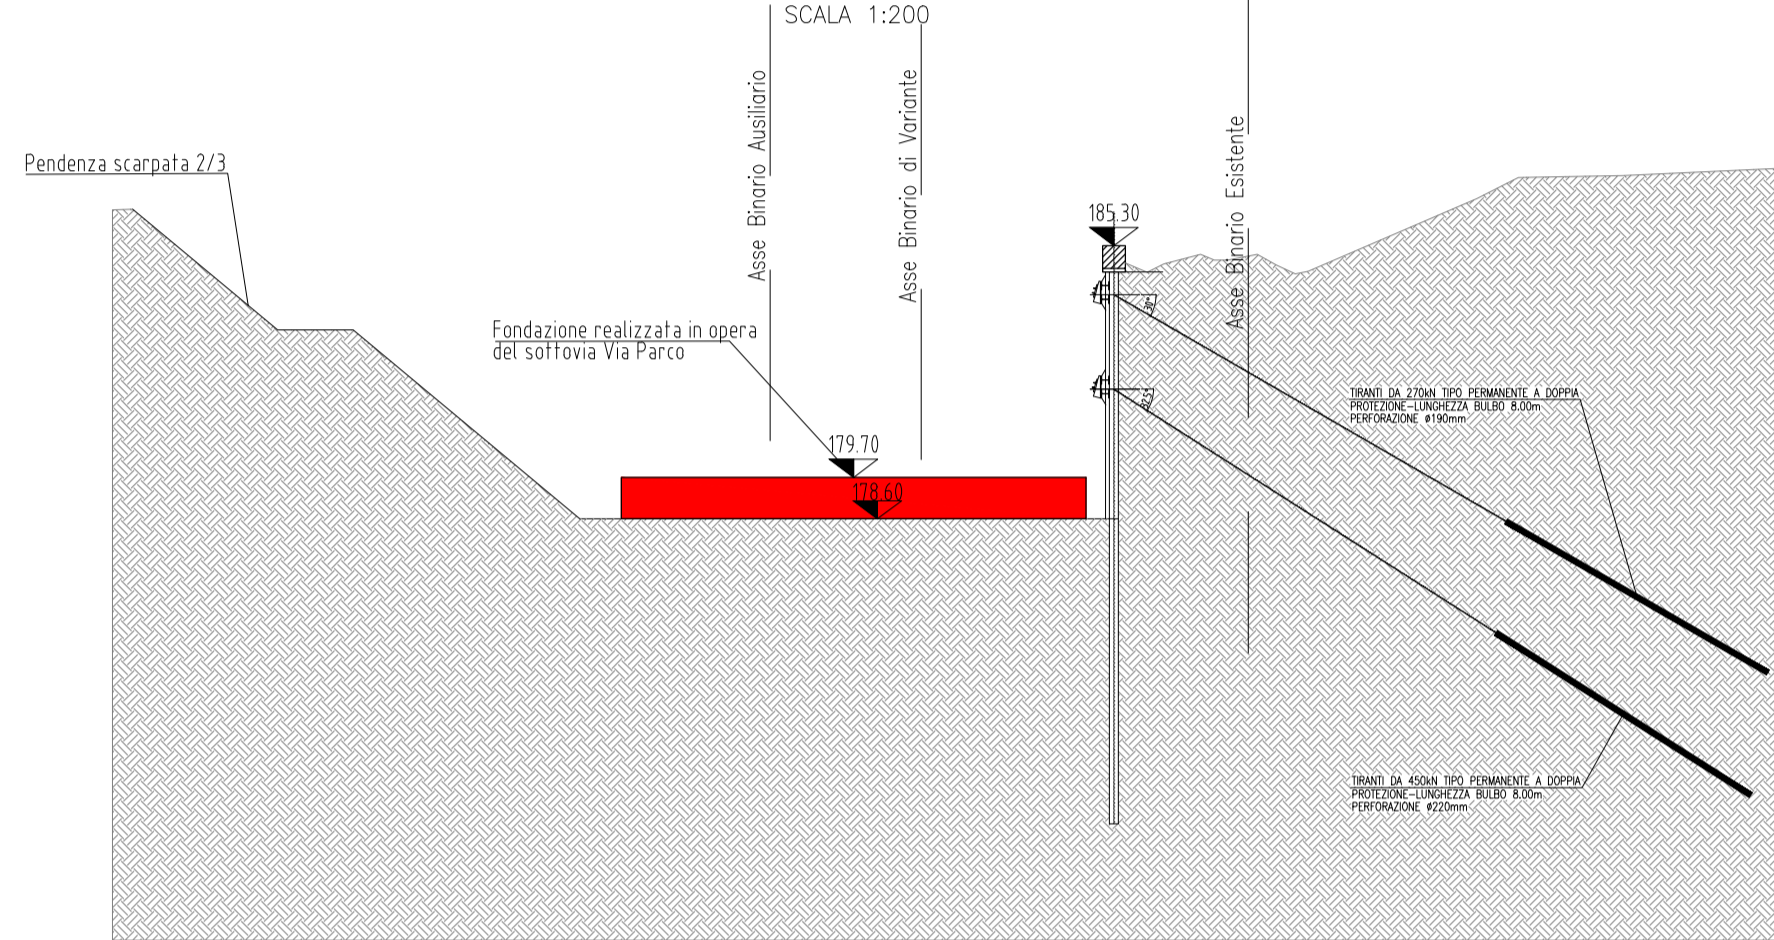 SCALA 1:200
Asse Binario Ausiliario
Asse Binario di Variante
Asse Binario Esistente
Pendenza scarpata 2/3
185.30
30°
Fondazione realizzata in opera
del sottovia Via Parco
TIRANTI DA 270kN TIPO PERMANENTE A DOPPIA
PROTEZIONE-LUNGHEZZA BULBO 8.00m
PERFORAZIONE ø190mm
179.70
178.60
TIRANTI DA 450kN TIPO PERMANENTE A DOPPIA
PROTEZIONE-LUNGHEZZA BULBO 8.00m
PERFORAZIONE ø220mm